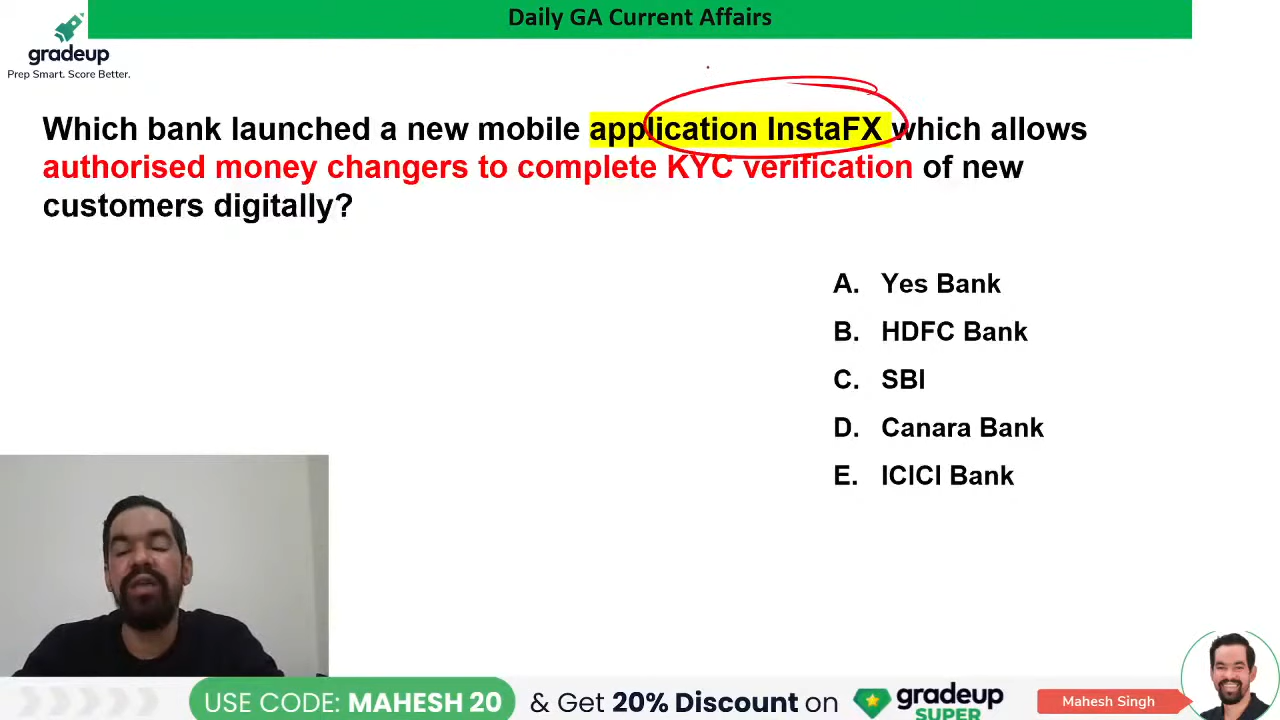 Daily GA Current Affairs
gradeup
Prep Smart. Score Better.
Which bank launched a new mobile application InstaFX which allows
authorised money changers to complete KYC verification of new
customers digitally?
A. Yes Bank
B. HDFC Bank
C. SBI
D. Canara Bank
E. ICICI Bank
USE CODE: MAHESH 20 & Get 20% Discount on gradeup
SUPER
Mahesh Singh